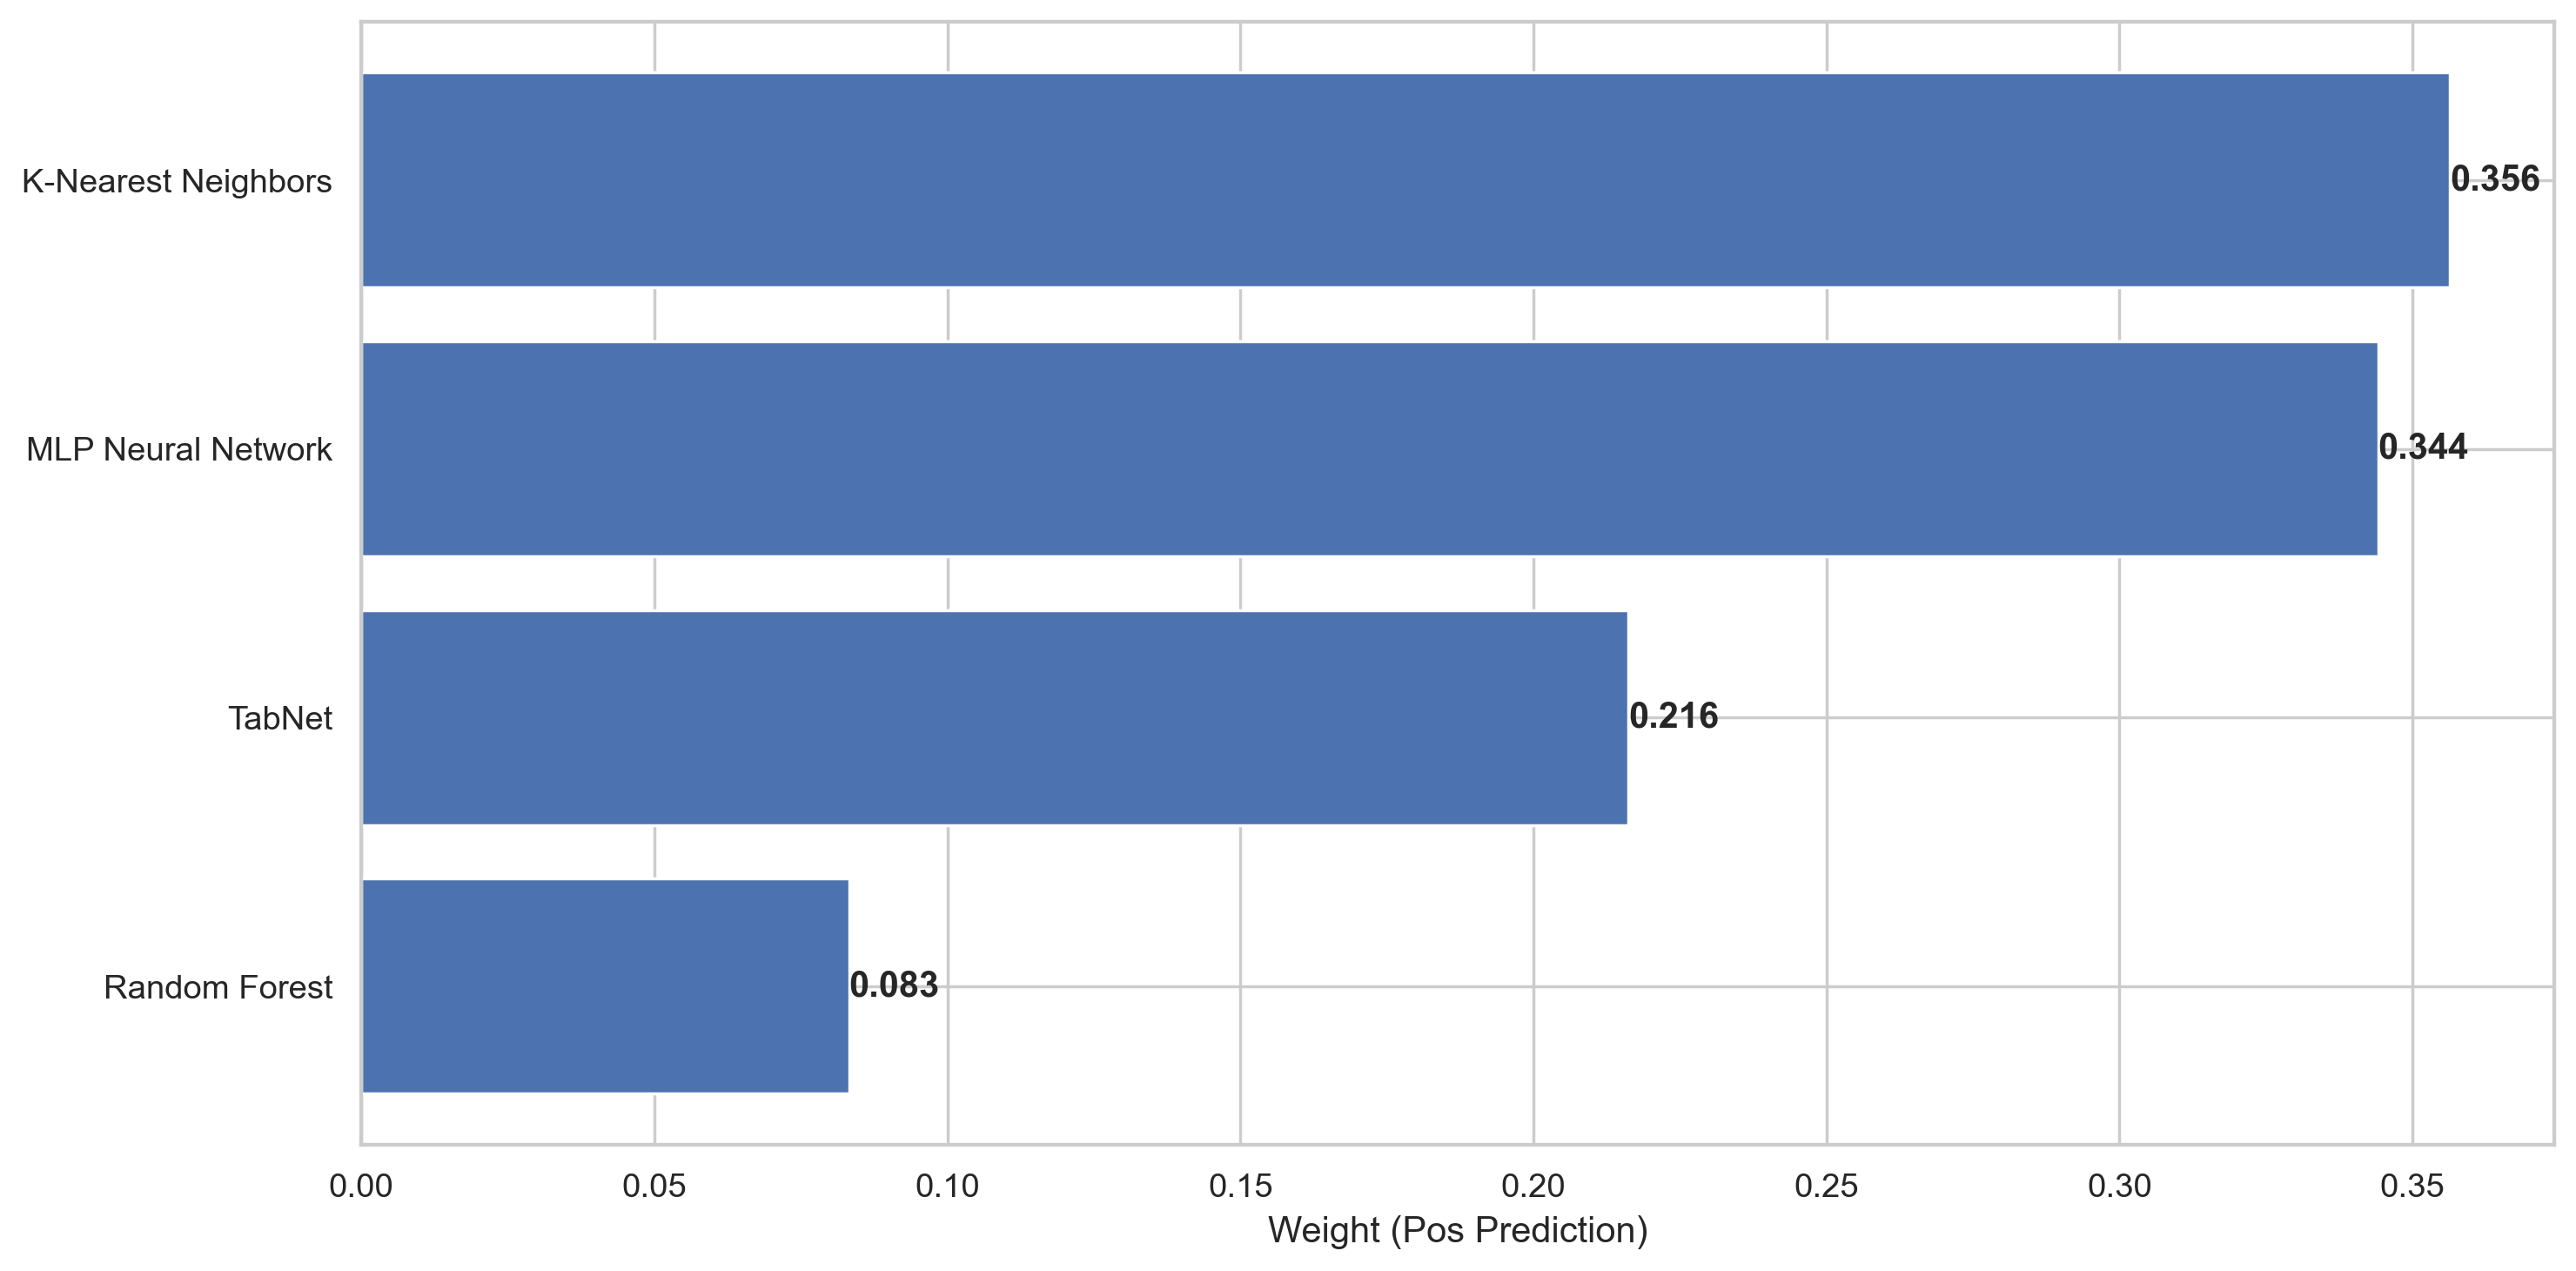 K-Nearest Neighbors
0.356
MLP Neural Network
0.344
TabNet
0.216
Random Forest
0.083
0.00 0.05 0.10 0.15 0.20 0.25 0.30 0.35
Weight (Pos Prediction)